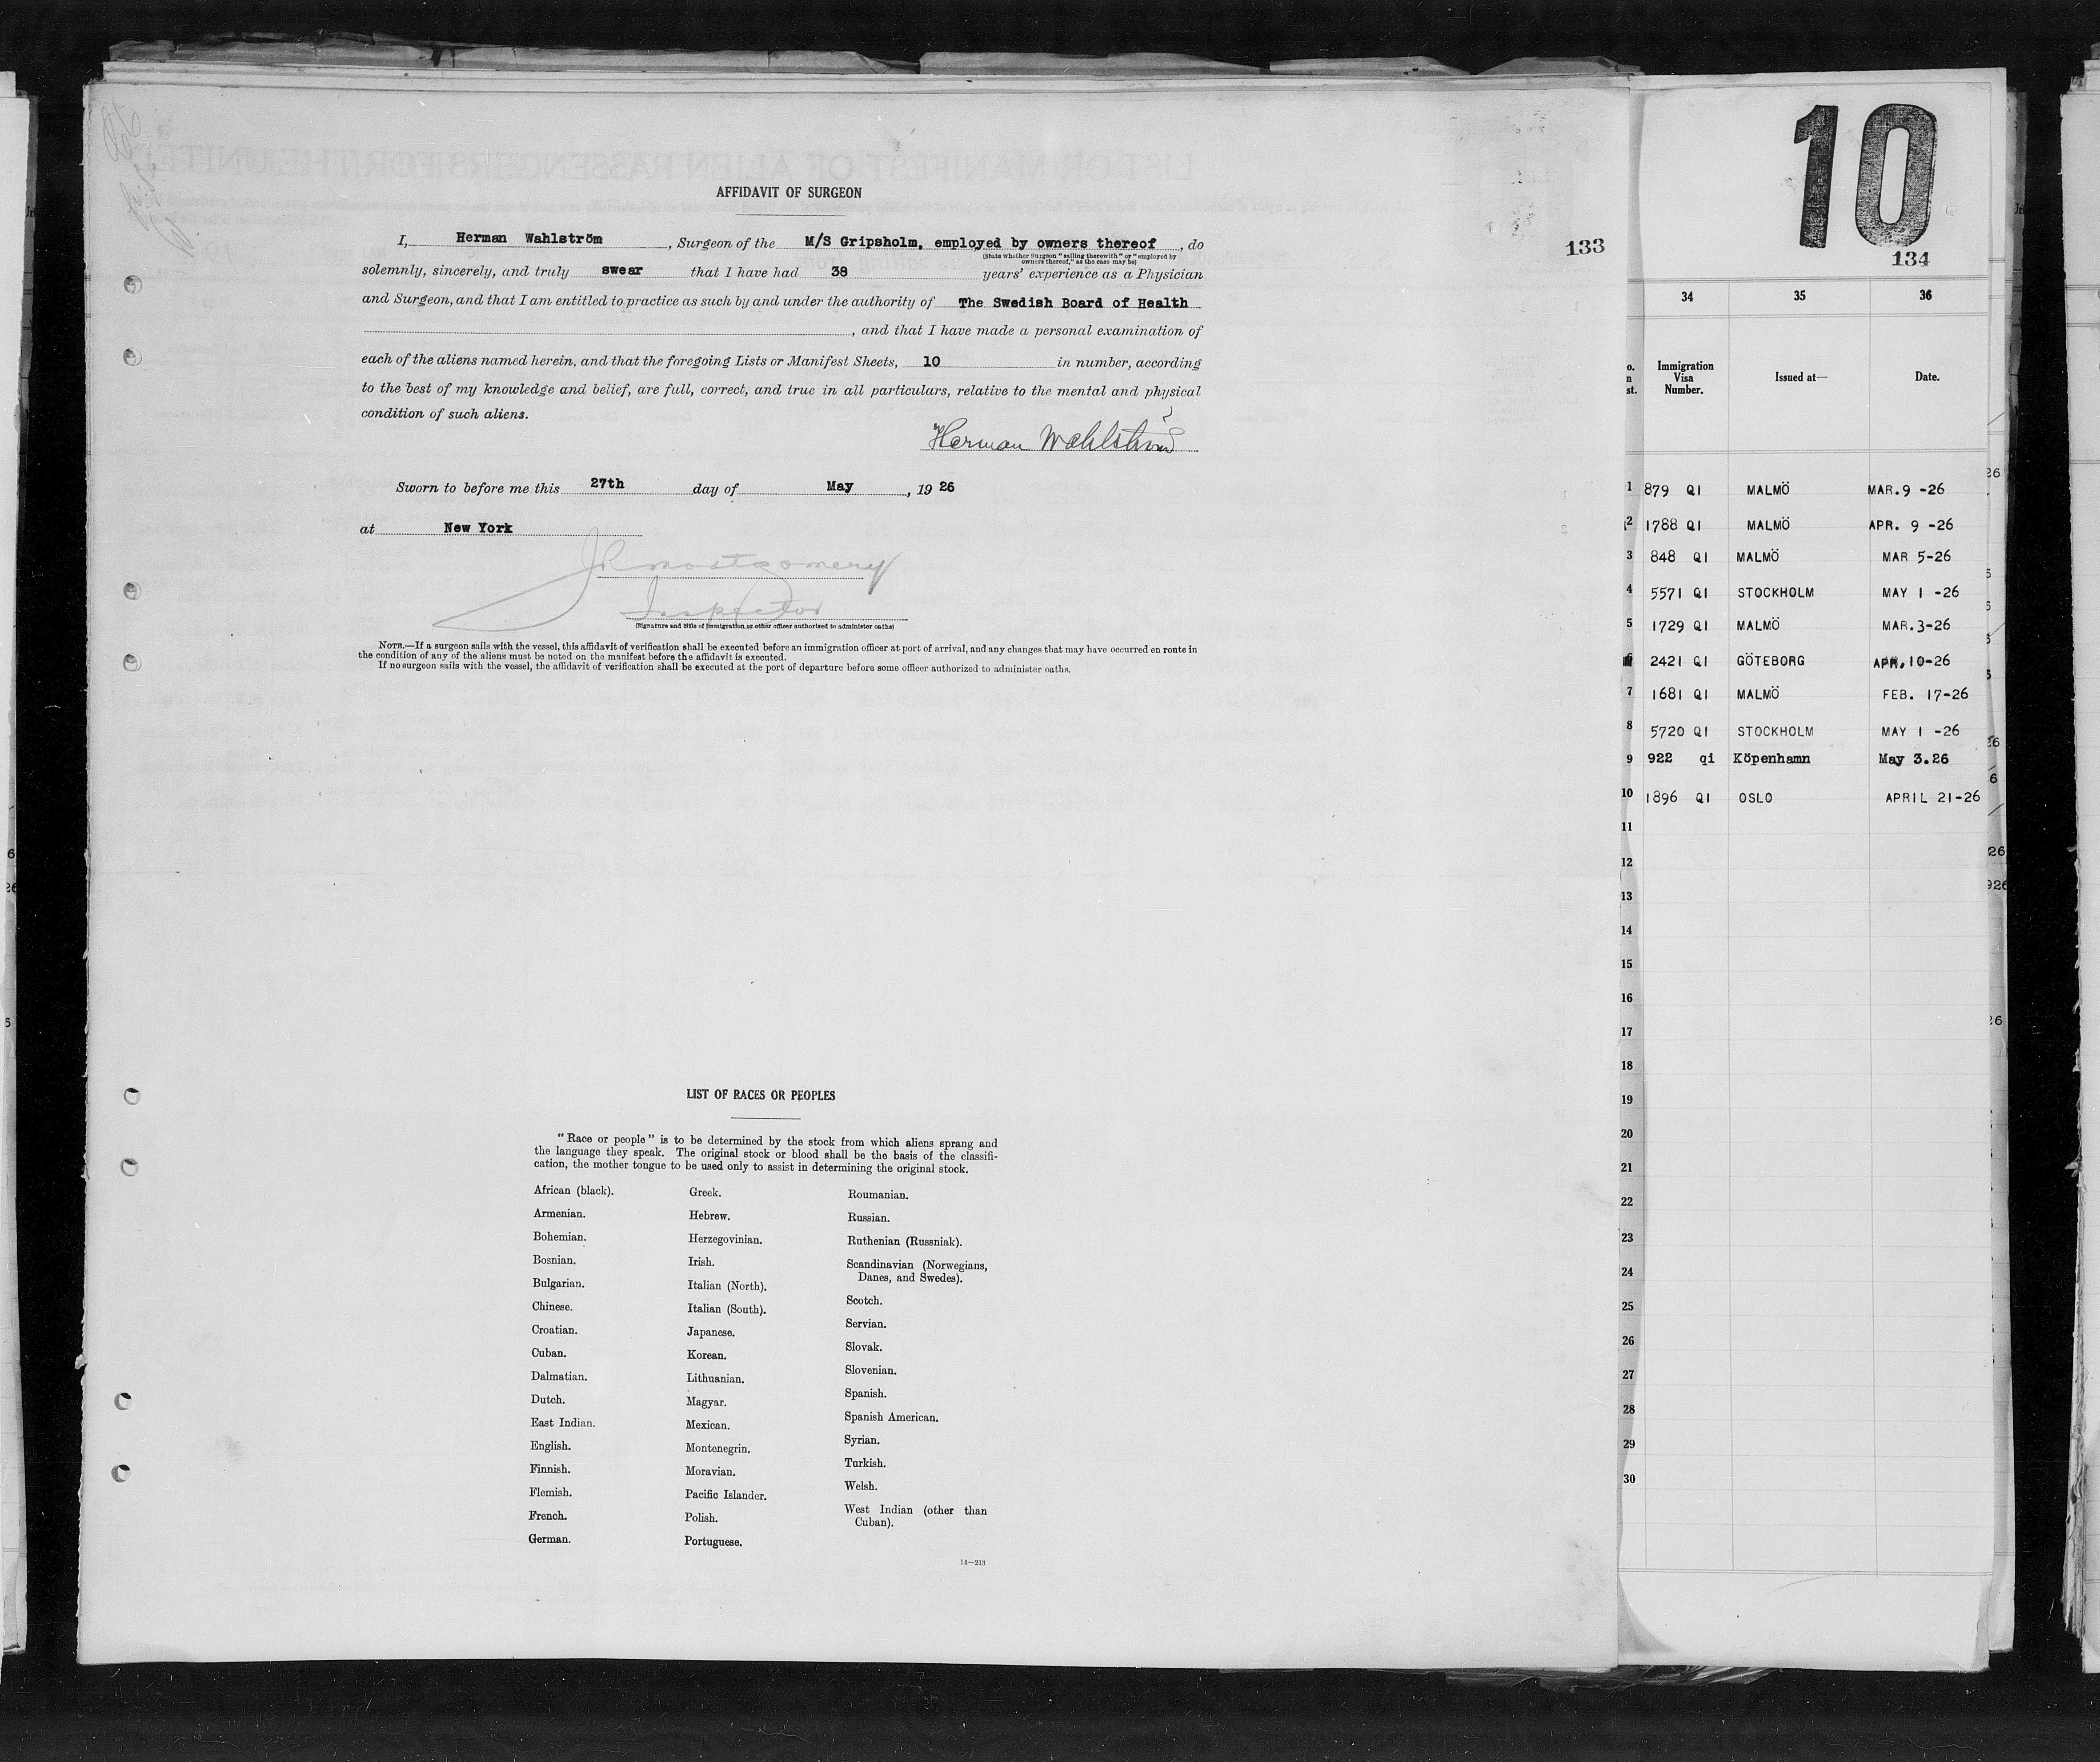 AFFIDAVIT OF SURGEON
I, Herman Wahlström, Surgeon of the M/S Gripsholm, employed by owners thereof, do
(State whether Surgeon "sailing therewith" or "employed by
owners thereof," as the case may be)
solemnly, sincerely, and truly swear that I have had 38 years' experience as a Physician
and Surgeon, and that I am entitled to practice as such by and under the authority of The Swedish Board of Health
, and that I have made a personal examination of
each of the aliens named herein, and that the foregoing Lists or Manifest Sheets, 10 in number, according
to the best of my knowledge and belief, are full, correct, and true in all particulars, relative to the mental and physical
condition of such aliens.
Herman Wahlström
Sworn to before me this 27th day of May, 1926
at New York
J R Montgomery
Inspector
(Signature and title of immigration or other officer authorized to administer oaths)
NOTE.—If a surgeon sails with the vessel, this affidavit of verification shall be executed before an immigration officer at port of arrival, and any changes that may have occurred en route in
the condition of any of the aliens must be noted on the manifest before the affidavit is executed.
If no surgeon sails with the vessel, the affidavit of verification shall be executed at the port of departure before some officer authorized to administer oaths.
133
LIST OF RACES OR PEOPLES
"Race or people" is to be determined by the stock from which aliens sprang and
the language they speak. The original stock or blood shall be the basis of the classifi-
cation, the mother tongue to be used only to assist in determining the original stock.
African (black).
Armenian.
Bohemian.
Bosnian.
Bulgarian.
Chinese.
Croatian.
Cuban.
Dalmatian.
Dutch.
East Indian.
English.
Finnish.
Flemish.
French.
German.
Greek.
Hebrew.
Herzegovinian.
Irish.
Italian (North).
Italian (South).
Japanese.
Korean.
Lithuanian.
Magyar.
Mexican.
Montenegrin.
Moravian.
Pacific Islander.
Polish.
Portuguese.
Roumanian.
Russian.
Ruthenian (Russniak).
Scandinavian (Norwegians,
Danes, and Swedes).
Scotch.
Servian.
Slovak.
Slovenian.
Spanish.
Spanish American.
Syrian.
Turkish.
Welsh.
West Indian (other than
Cuban).
14—213
10
134
34 35 36
Immigration
Visa
Number.
Issued at—
Date.
1 879 QI MALMÖ MAR.9 -26
2 1788 QI MALMÖ APR. 9 -26
3 848 QI MALMÖ MAR 5-26
4 5571 QI STOCKHOLM MAY 1 -26
5 1729 QI MALMÖ MAR.3-26
6 2421 QI GÖTEBORG APR.10-26
7 1681 QI MALMÖ FEB. 17-26
8 5720 QI STOCKHOLM MAY 1 -26
9 922 qi Köpenhamn May 3.26
10 1896 QI OSLO APRIL 21-26
11
12
13
14
15
16
17
18
19
20
21
22
23
24
25
26
27
28
29
30